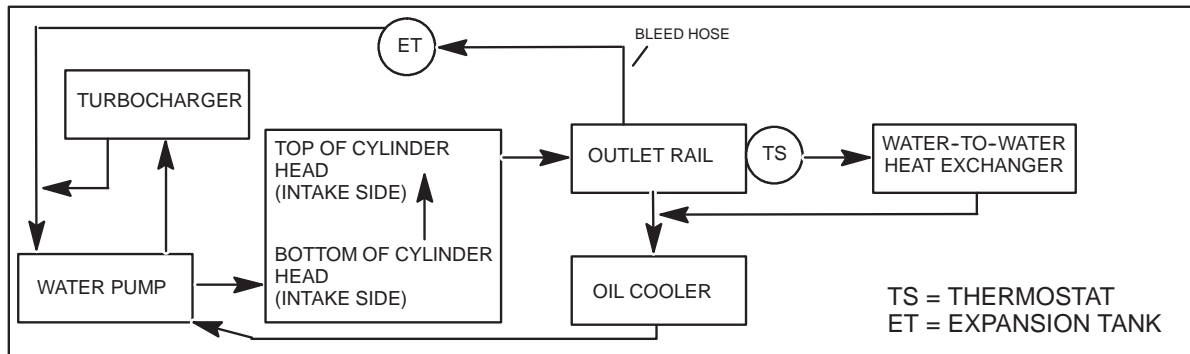 ET
BLEED HOSE
TURBOCHARGER
TOP OF CYLINDER
HEAD
(INTAKE SIDE)
OUTLET RAIL
TS
WATER-TO-WATER
HEAT EXCHANGER
BOTTOM OF CYLINDER
HEAD
(INTAKE SIDE)
WATER PUMP
OIL COOLER
TS = THERMOSTAT
ET = EXPANSION TANK